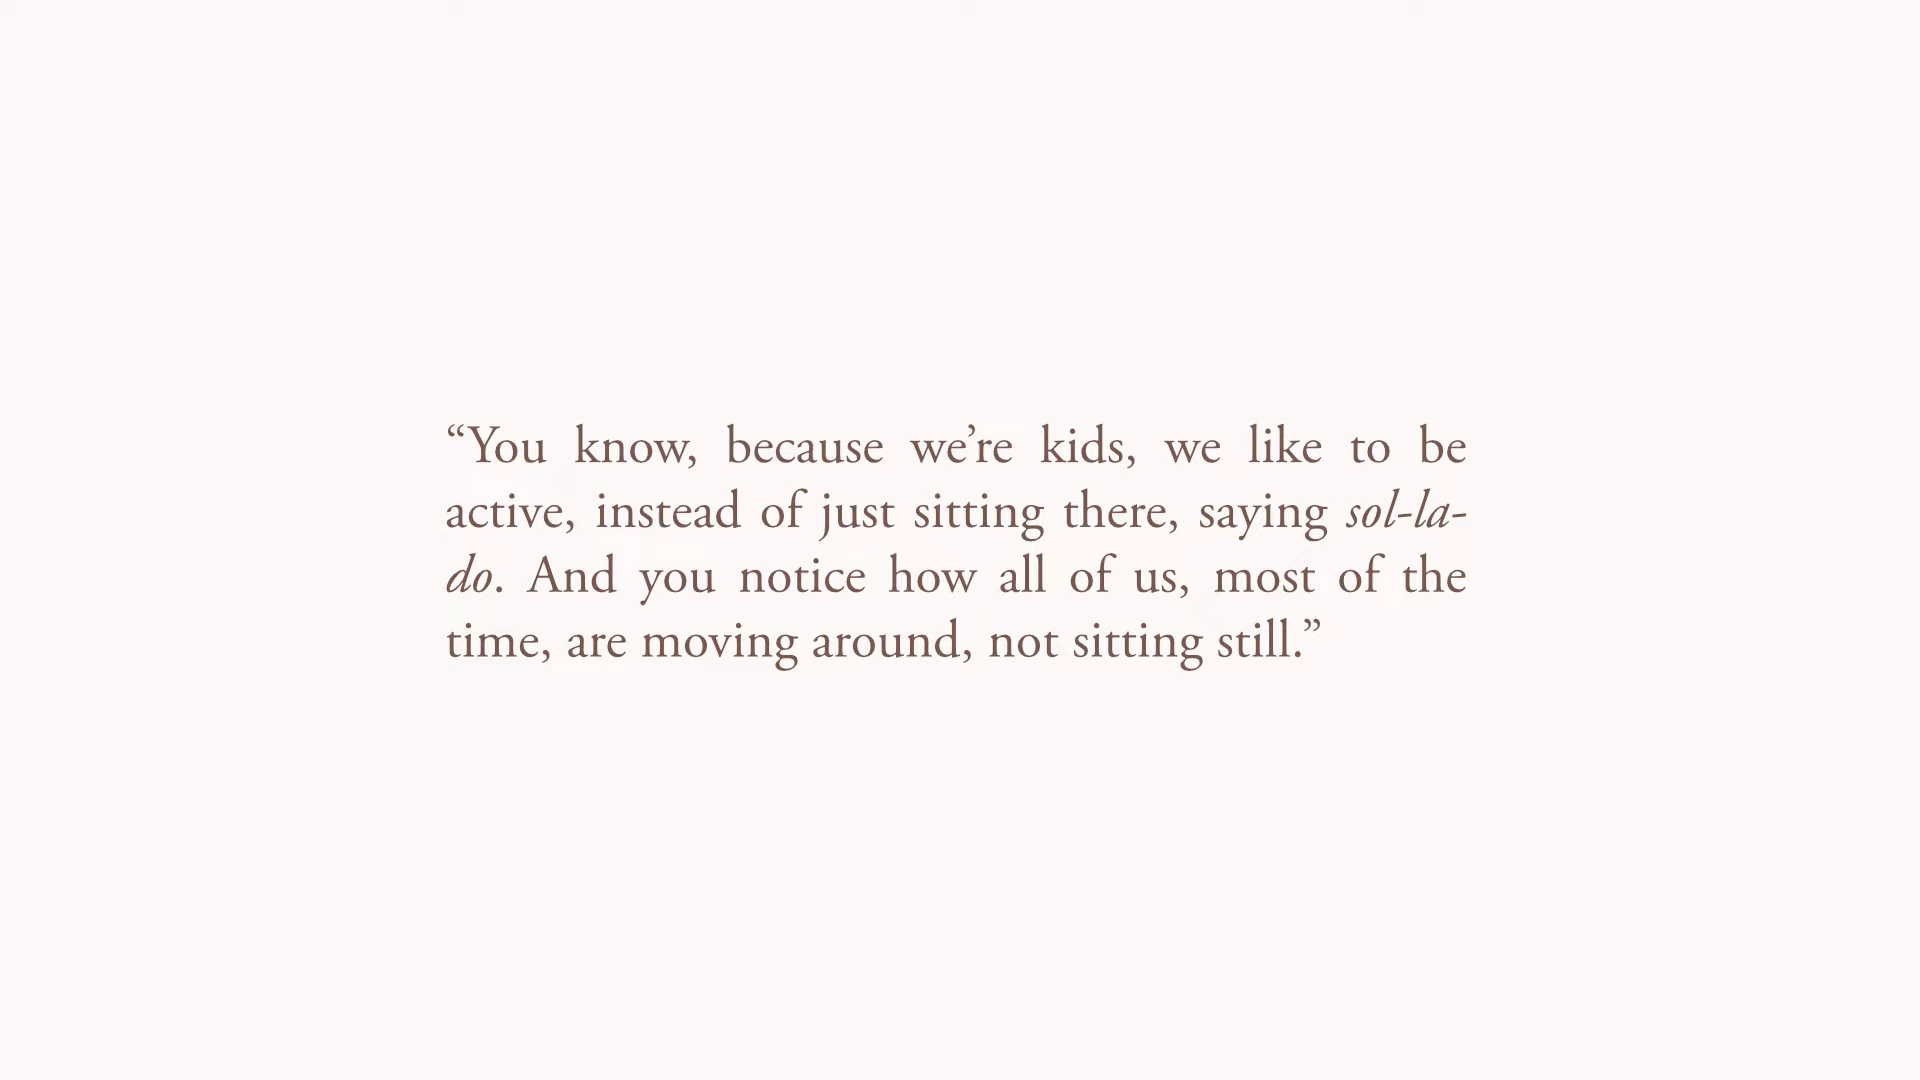 “You know, because we’re kids, we like to be
active, instead of just sitting there, saying sol-la-
do. And you notice how all of us, most of the
time, are moving around, not sitting still.”